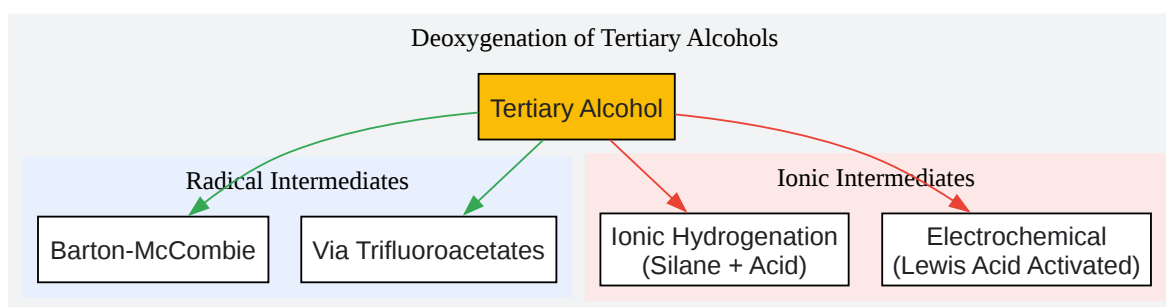 Deoxygenation of Tertiary Alcohols
Tertiary Alcohol
Radical Intermediates
Ionic Intermediates
Barton-McCombie
Via Trifluoroacetates
Ionic Hydrogenation
(Silane + Acid)
Electrochemical
(Lewis Acid Activated)